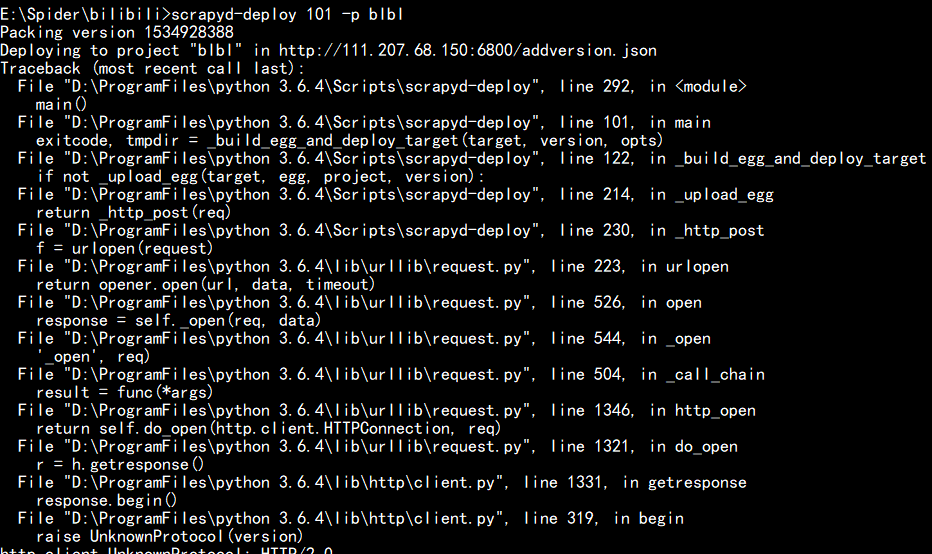 E:\Spider\bilibili>scrapyd-deploy 101 -p blbl
Packing version 1534928388
Deploying to project "blbl" in http://111.207.68.150:6800/addversion.json
Traceback (most recent call last):
  File "D:\ProgramFiles\python 3.6.4\Scripts\scrapyd-deploy", line 292, in <module>
    main()
  File "D:\ProgramFiles\python 3.6.4\Scripts\scrapyd-deploy", line 101, in main
    exitcode, tmpdir = _build_egg_and_deploy_target(target, version, opts)
  File "D:\ProgramFiles\python 3.6.4\Scripts\scrapyd-deploy", line 122, in _build_egg_and_deploy_target
    if not _upload_egg(target, egg, project, version):
  File "D:\ProgramFiles\python 3.6.4\Scripts\scrapyd-deploy", line 214, in _upload_egg
    return _http_post(req)
  File "D:\ProgramFiles\python 3.6.4\Scripts\scrapyd-deploy", line 230, in _http_post
    f = urlopen(request)
  File "D:\ProgramFiles\python 3.6.4\lib\urllib\request.py", line 223, in urlopen
    return opener.open(url, data, timeout)
  File "D:\ProgramFiles\python 3.6.4\lib\urllib\request.py", line 526, in open
    response = self._open(req, data)
  File "D:\ProgramFiles\python 3.6.4\lib\urllib\request.py", line 544, in _open
    '_open', req)
  File "D:\ProgramFiles\python 3.6.4\lib\urllib\request.py", line 504, in _call_chain
    result = func(*args)
  File "D:\ProgramFiles\python 3.6.4\lib\urllib\request.py", line 1346, in http_open
    return self.do_open(http.client.HTTPConnection, req)
  File "D:\ProgramFiles\python 3.6.4\lib\urllib\request.py", line 1321, in do_open
    r = h.getresponse()
  File "D:\ProgramFiles\python 3.6.4\lib\http\client.py", line 1331, in getresponse
    response.begin()
  File "D:\ProgramFiles\python 3.6.4\lib\http\client.py", line 319, in begin
    raise UnknownProtocol(version)
http.client.UnknownProtocol: HTTP/2.0